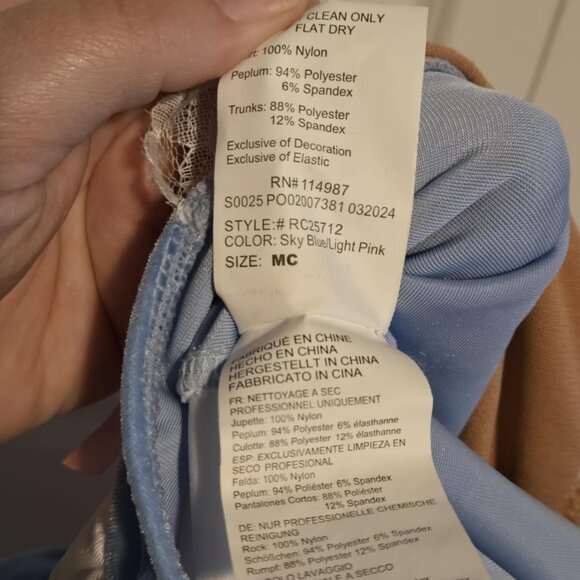 CLEAN ONLY
FLAT DRY
100% Nylon
Peplum: 94% Polyester
6% Spandex
Trunks: 88% Polyester
12% Spandex
Exclusive of Decoration
Exclusive of Elastic
RN# 114987
S0025 PO02007381 032024
STYLE:# RC25712
COLOR: Sky Blue/Light Pink
SIZE: MC
FABRIQUÉ EN CHINE
HECHO EN CHINA
HERGESTELLT IN CHINA
FABBRICATO IN CINA
FR: NETTOYAGE A SEC
PROFESSIONNEL UNIQUEMENT
Jupette: 100% Nylon
Peplum: 94% Polyester 6% élasthanne
Culotte: 88% Polyester 12% élasthanne
ESP: EXCLUSIVAMENTE LIMPIEZA EN
SECO PROFESIONAL
Falda: 100% Nylon
Peplum: 94% Poliéster 6% Spandex
Pantalones Cortos: 88% Poliéster
12% Spandex
DE: NUR PROFESSIONELLE CHEMISCHE
REINIGUNG
Rock: 100% Nylon
Schößchen: 94% Polyester 6% Spandex
Rumpf: 88% Polyester 12% Spandex
SOLO LAVAGGIO
A SECCO